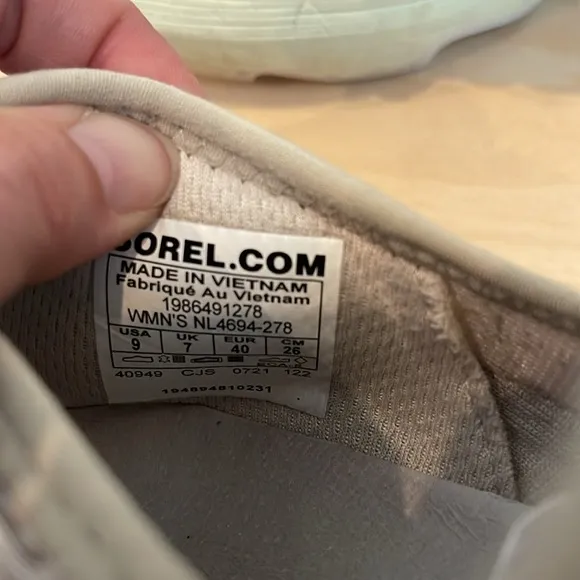 SOREL.COM
MADE IN VIETNAM
Fabriqué Au Vietnam
1986491278
WMN'S NL4694-278
USA UK EUR CM
9 7 40 26
40949 CJS 0721 122
194894810231